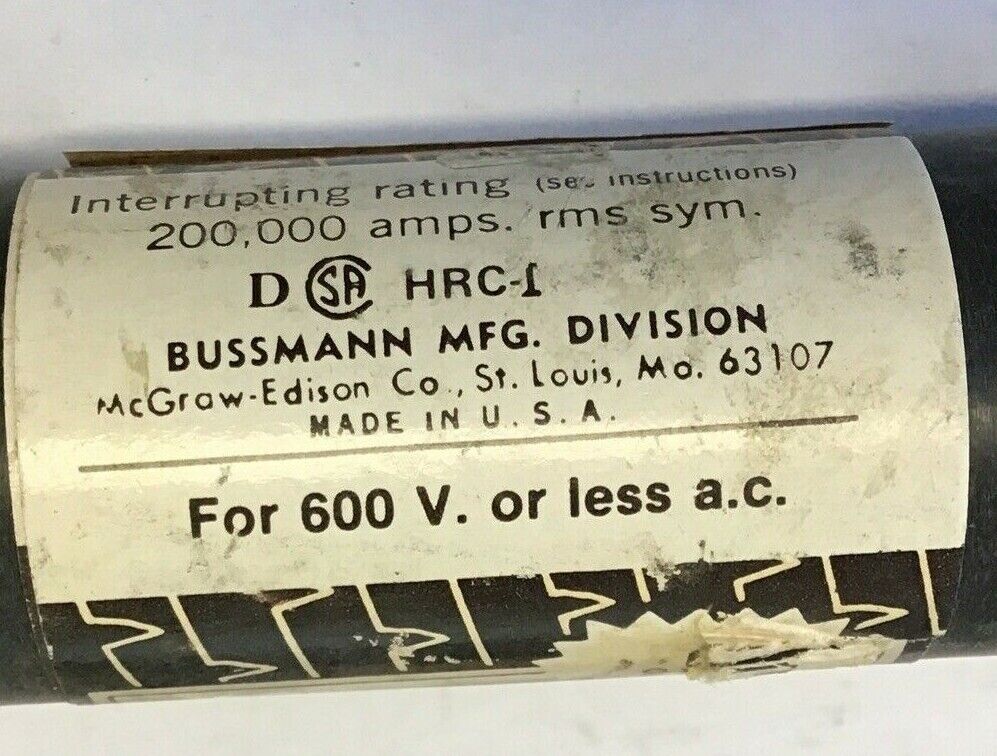 Interrupting rating (see instructions)
200,000 amps. rms sym.
D SA HRC-I
BUSSMANN MFG. DIVISION
McGraw-Edison Co., St. Louis, Mo. 63107
MADE IN U.S.A.
For 600 V. or less a.c.